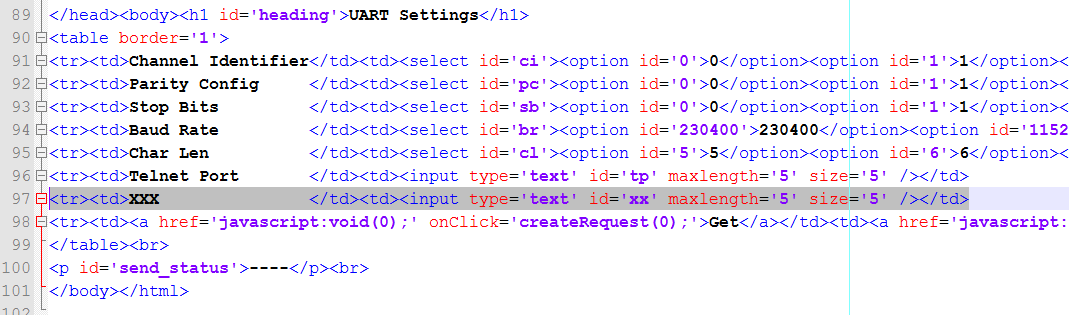 89 </head><body><h1 id='heading'>UART Settings</h1>
90 <table border='1'>
91 <tr><td>Channel Identifier</td><td><select id='ci'><option id='0'>0</option><option id='1'>1</option><
92 <tr><td>Parity Config     </td><td><select id='pc'><option id='0'>0</option><option id='1'>1</option><
93 <tr><td>Stop Bits         </td><td><select id='sb'><option id='0'>0</option><option id='1'>1</option><
94 <tr><td>Baud Rate         </td><td><select id='br'><option id='230400'>230400</option><option id='1152
95 <tr><td>Char Len          </td><td><select id='cl'><option id='5'>5</option><option id='6'>6</option><
96 <tr><td>Telnet Port       </td><td><input type='text' id='tp' maxlength='5' size='5' /></td>
97 <tr><td>XXX               </td><td><input type='text' id='xx' maxlength='5' size='5' /></td>
98 <tr><td><a href='javascript:void(0);' onClick='createRequest(0);'>Get</a></td><td><a href='javascript:
99 </table><br>
100 <p id='send_status'>----</p><br>
101 </body></html>
102